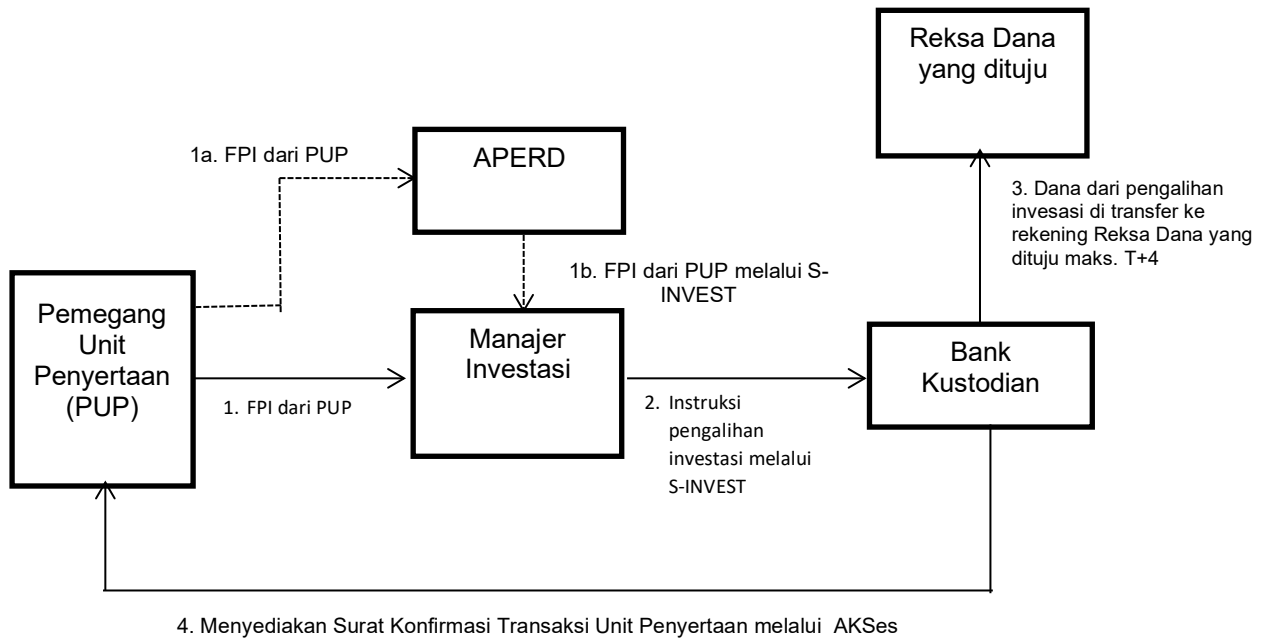 Reksa Dana
yang dituju
1a. FPI dari PUP
APERD
3. Dana dari pengalihan
invesasi di transfer ke
rekening Reksa Dana yang
dituju maks. T+4
1b. FPI dari PUP melalui S-
INVEST
Pemegang
Unit
Penyertaan
(PUP)
Manajer
Investasi
Bank
Kustodian
1. FPI dari PUP
2. Instruksi
pengalihan
investasi melalui
S-INVEST
4. Menyediakan Surat Konfirmasi Transaksi Unit Penyertaan melalui AKSes